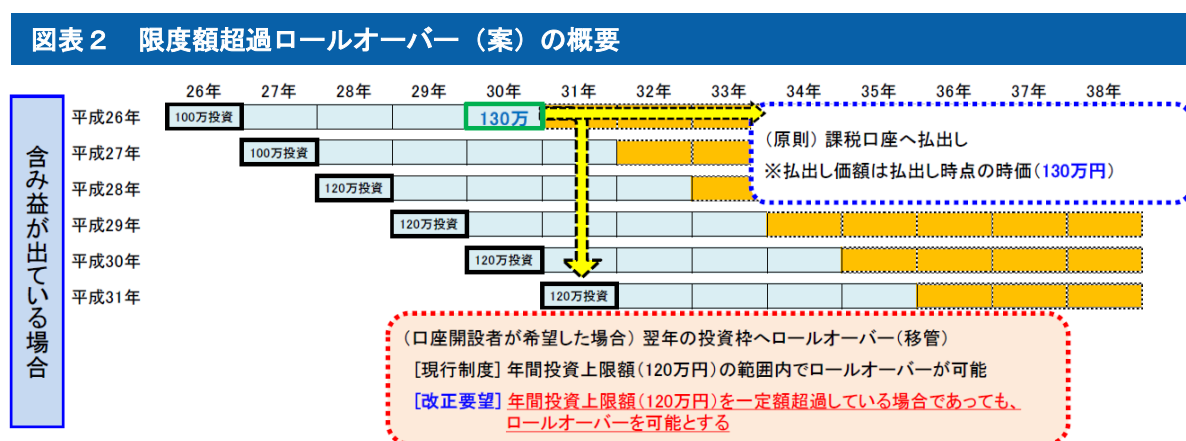 図表２　限度額超過ロールオーバー（案）の概要
26年 27年 28年 29年 30年 31年 32年 33年 34年 35年 36年 37年 38年
含み益が出ている場合
平成26年 100万投資 130万
平成27年 100万投資
平成28年 120万投資
平成29年 120万投資
平成30年 120万投資
平成31年 120万投資
（原則）課税口座へ払出し
※払出し価額は払出し時点の時価（130万円）
（口座開設者が希望した場合）翌年の投資枠へロールオーバー（移管）
［現行制度］年間投資上限額（120万円）の範囲内でロールオーバーが可能
［改正要望］年間投資上限額（120万円）を一定額超過している場合であっても、
ロールオーバーを可能とする